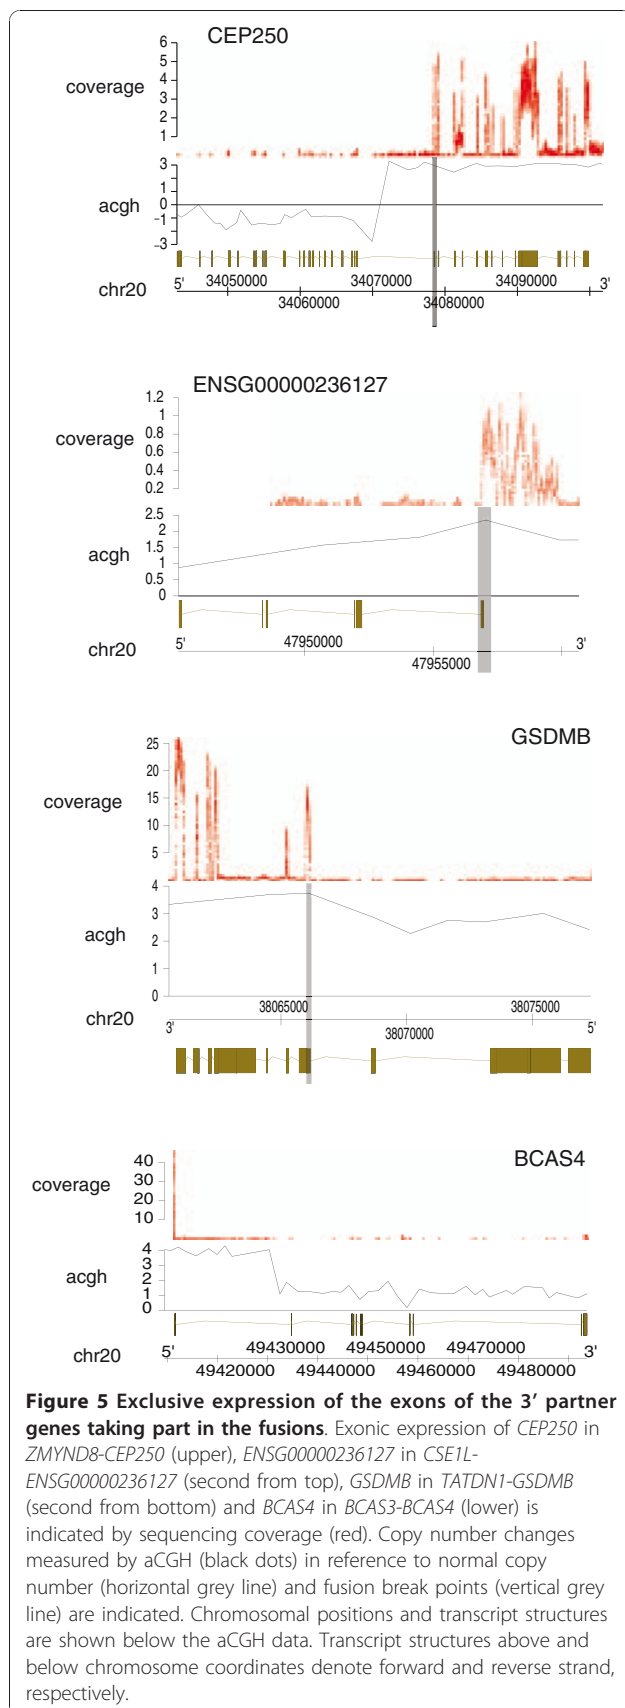 CEP250
6
5
coverage
4
3
2
1
3
2
1
acgh
0
-1
-3
5' 34050000 34070000 34090000 3'
chr20
34060000 34080000
ENSG00000236127
1.2
1
coverage
0.8
0.6
0.4
0.2
2.5
2
acgh
1.5
1
0.5
0
5' 47950000 3'
chr20
47955000
GSDMB
25
20
coverage
15
10
5
4
3
acgh
2
1
0
38065000 38075000
chr20
3' 38070000 5'
BCAS4
40
coverage
30
20
10
4
3
acgh
2
1
0
49430000 49450000 49470000
chr20
5' 3'
49420000 49440000 49460000 49480000
Figure 5 Exclusive expression of the exons of the 3' partner
genes taking part in the fusions. Exonic expression of CEP250 in
ZMYND8-CEP250 (upper), ENSG00000236127 in CSE1L-
ENSG00000236127 (second from top), GSDMB in TATDN1-GSDMB
(second from bottom) and BCAS4 in BCAS3-BCAS4 (lower) is
indicated by sequencing coverage (red). Copy number changes
measured by aCGH (black dots) in reference to normal copy
number (horizontal grey line) and fusion break points (vertical grey
line) are indicated. Chromosomal positions and transcript structures
are shown below the aCGH data. Transcript structures above and
below chromosome coordinates denote forward and reverse strand,
respectively.